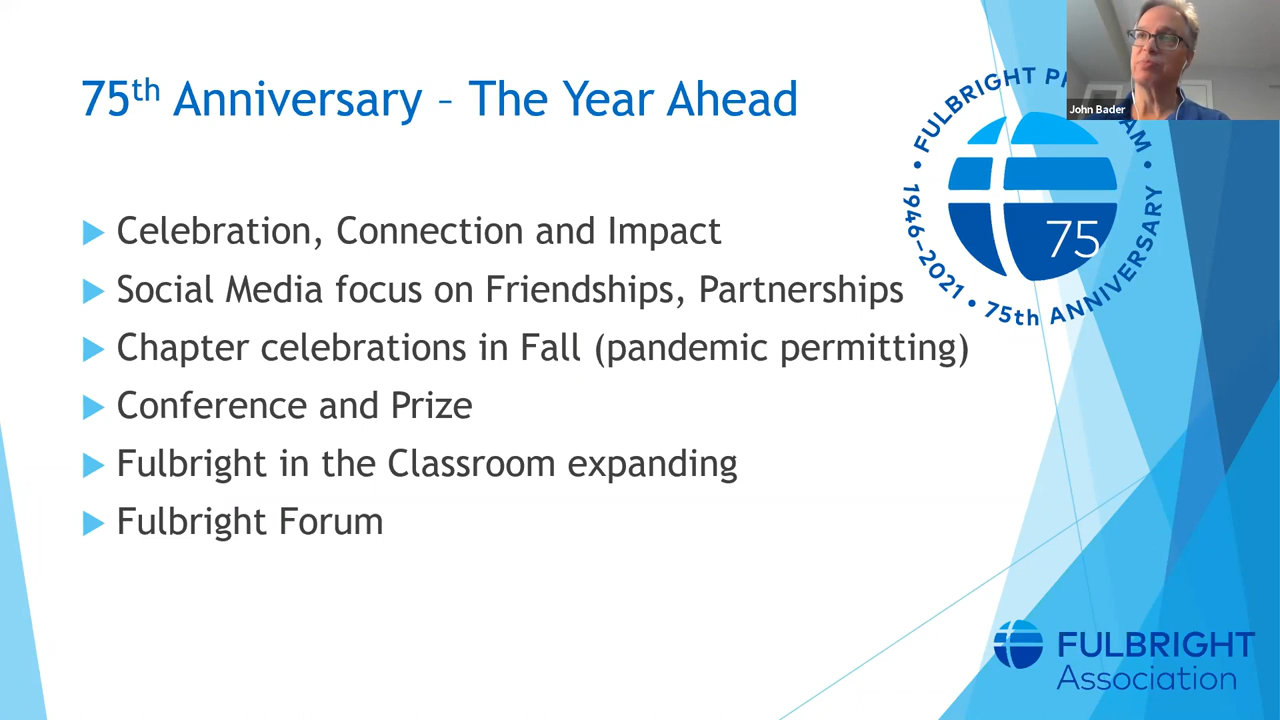 75th Anniversary – The Year Ahead
John Bader
FULBRIGHT P AM
1946–2021 • 75th ANNIVERSARY
75
Celebration, Connection and Impact
Social Media focus on Friendships, Partnerships
Chapter celebrations in Fall (pandemic permitting)
Conference and Prize
Fulbright in the Classroom expanding
Fulbright Forum
FULBRIGHT
Association